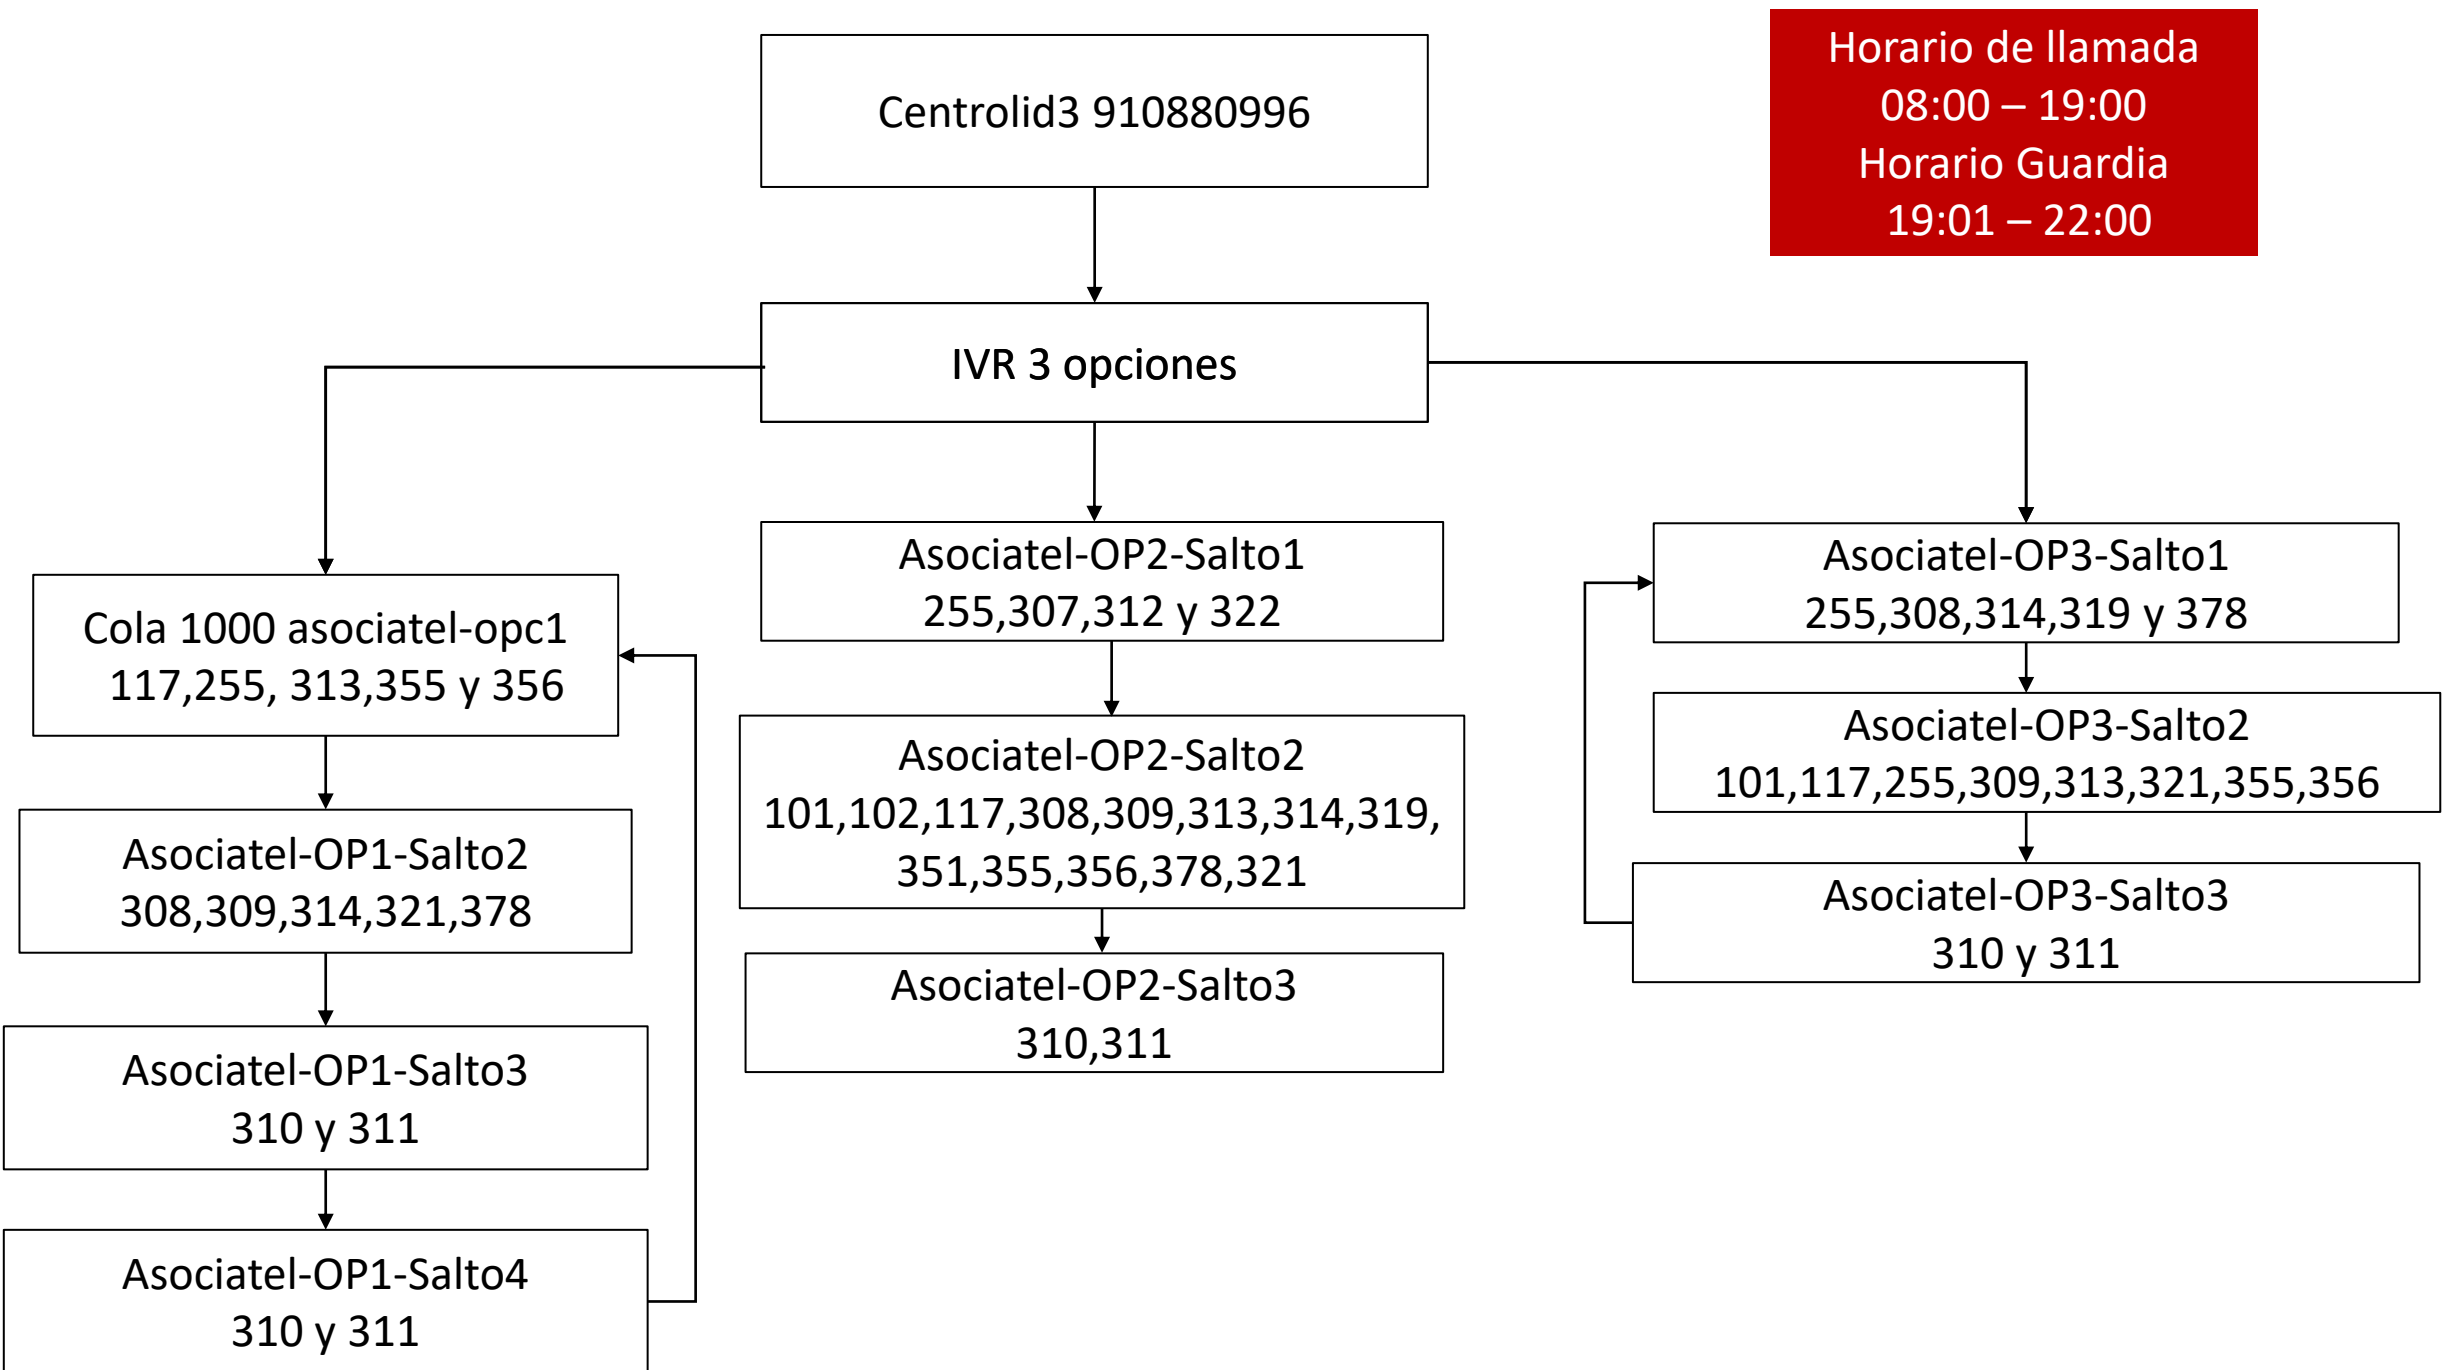 Centrolid3 910880996
Horario de llamada
08:00 – 19:00
Horario Guardia
19:01 – 22:00
IVR 3 opciones
Cola 1000 asociatel-opc1
117,255, 313,355 y 356
Asociatel-OP1-Salto2
308,309,314,321,378
Asociatel-OP1-Salto3
310 y 311
Asociatel-OP1-Salto4
310 y 311
Asociatel-OP2-Salto1
255,307,312 y 322
Asociatel-OP2-Salto2
101,102,117,308,309,313,314,319,
351,355,356,378,321
Asociatel-OP2-Salto3
310,311
Asociatel-OP3-Salto1
255,308,314,319 y 378
Asociatel-OP3-Salto2
101,117,255,309,313,321,355,356
Asociatel-OP3-Salto3
310 y 311